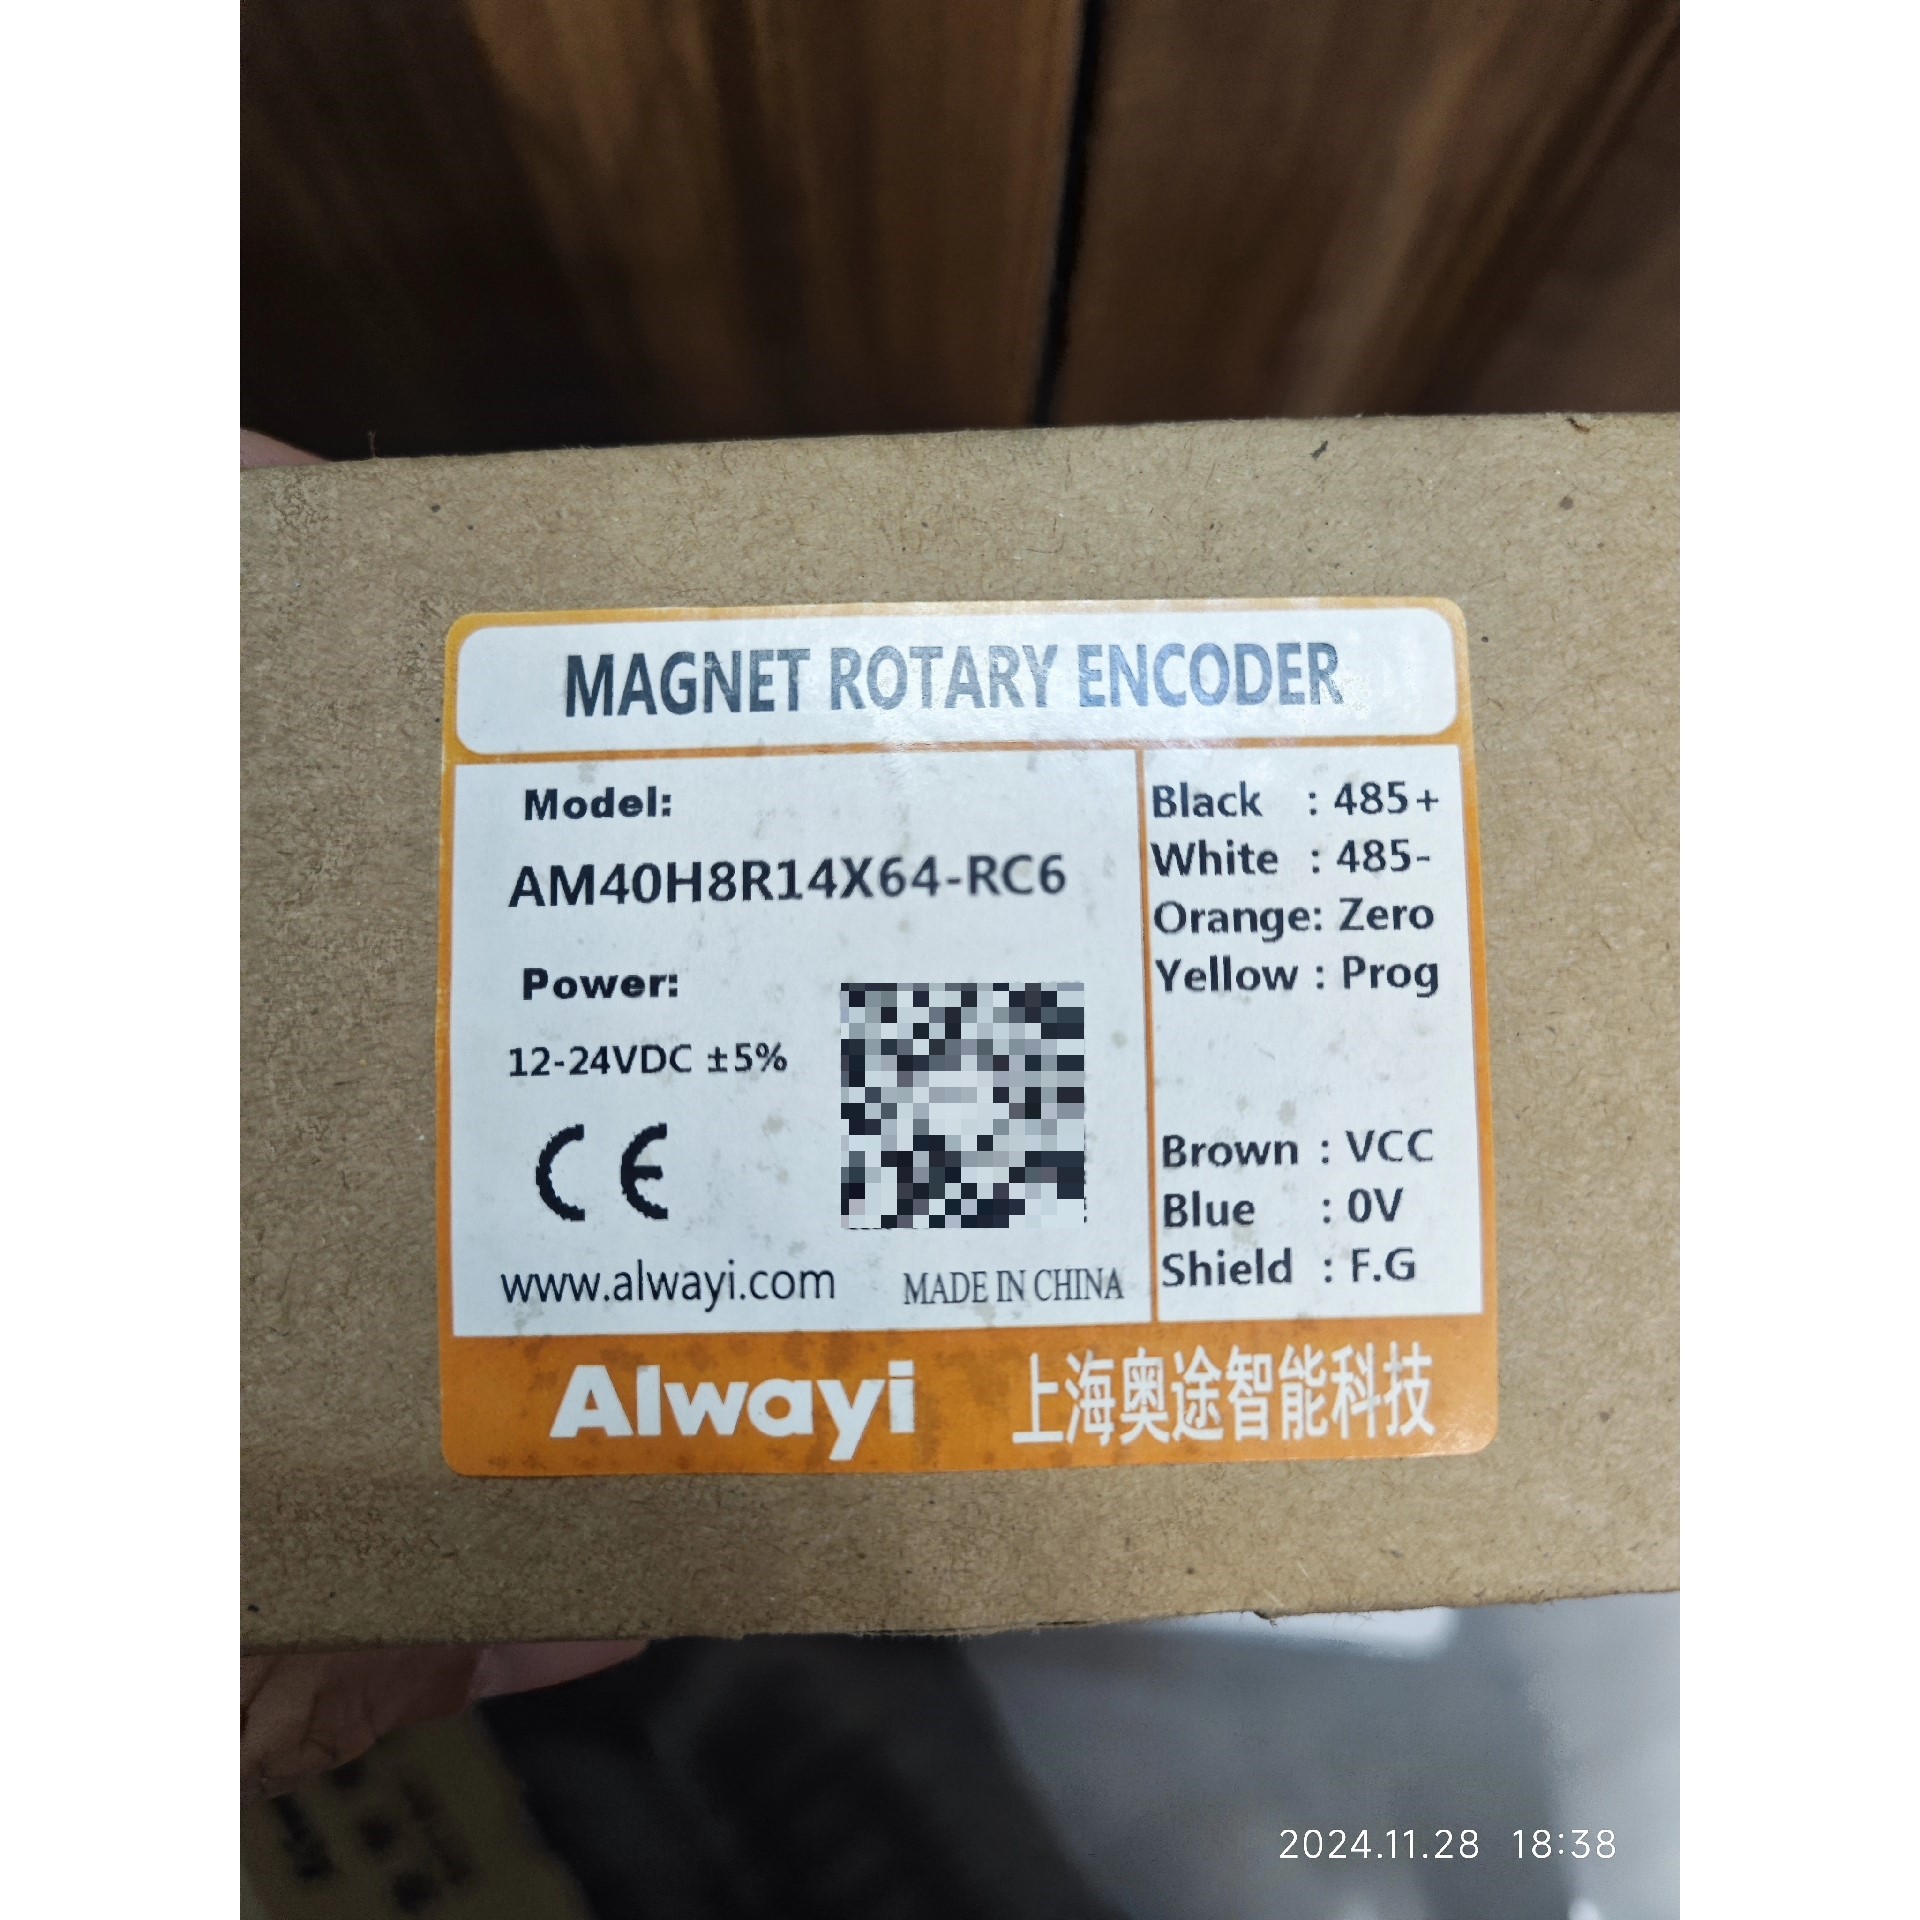 MAGNET ROTARY ENCODER
Model:
AM40H8R14X64-RC6
Power:
12-24VDC ±5%
CE
www.alwayi.com
MADE IN CHINA
Black : 485+
White : 485-
Orange: Zero
Yellow : Prog
Brown : VCC
Blue : 0V
Shield : F.G
Alwayi
上海奥途智能科技
2024.11.28 18:38